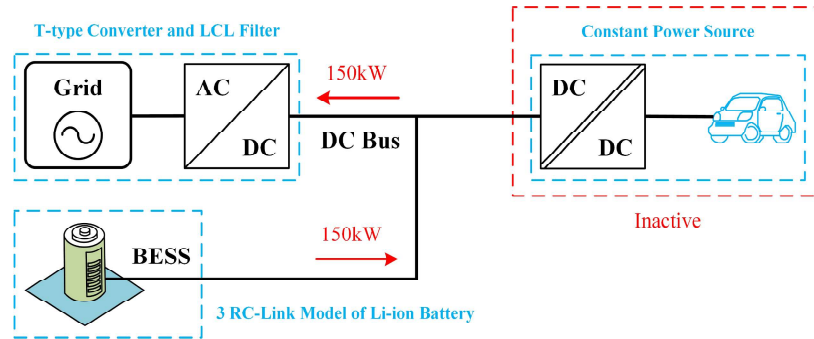 T-type Converter and LCL Filter
Constant Power Source
Grid
AC
DC
150kW
DC Bus
DC
DC
Inactive
BESS
150kW
3 RC-Link Model of Li-ion Battery